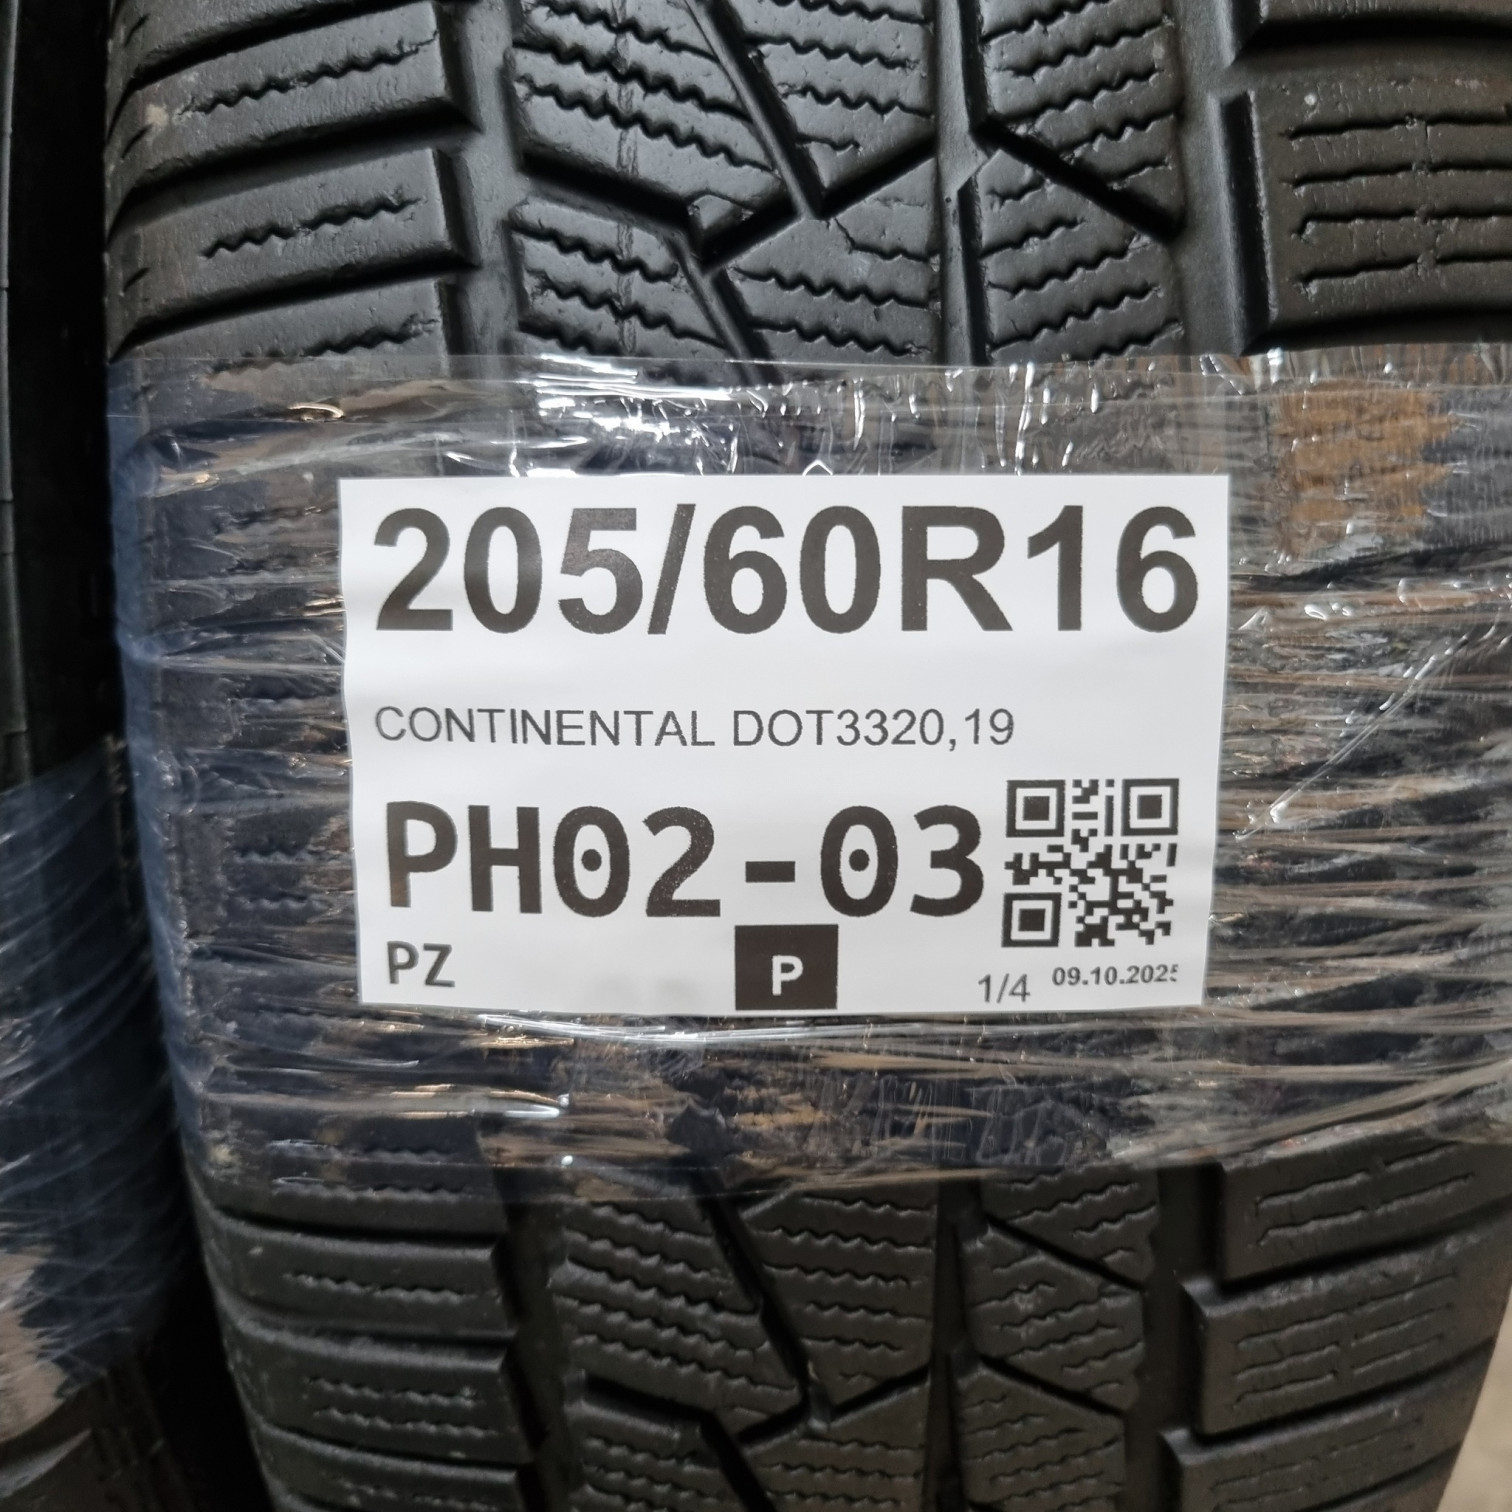 205/60R16
CONTINENTAL DOT3320,19
PH02-03
PZ
P
1/4 09.10.2025